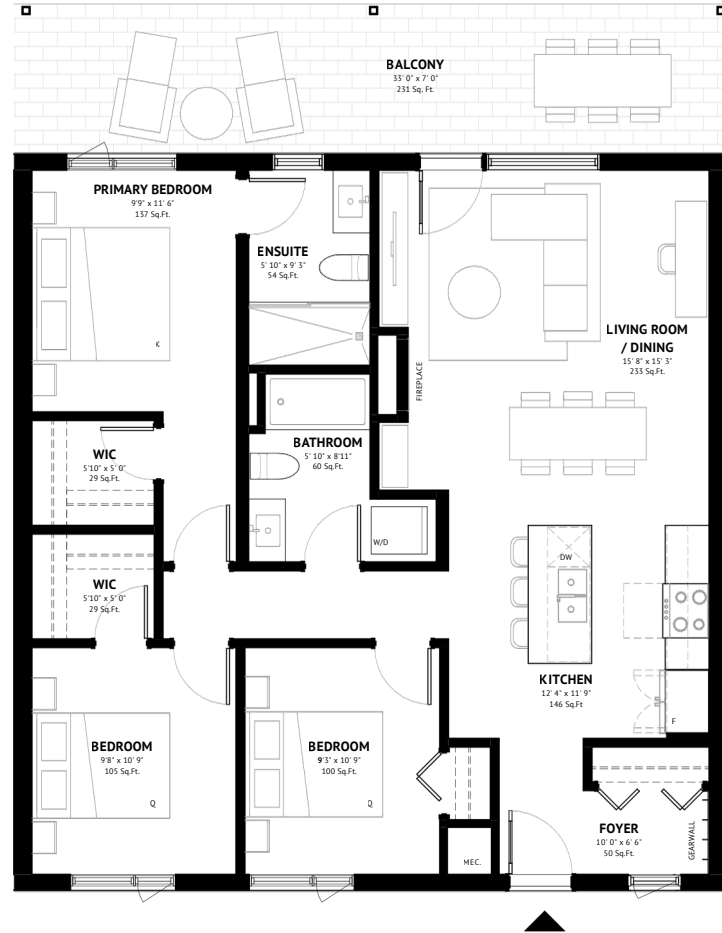 BALCONY
33' 0" x 7' 0"
231 Sq. Ft.
PRIMARY BEDROOM
9'9" x 11' 6"
137 Sq.Ft.
ENSUITE
5' 10" x 9' 3"
54 Sq.Ft.
K
LIVING ROOM
/ DINING
15' 8" x 15' 3"
233 Sq.Ft.
FIREPLACE
WIC
5'10" x 5' 0"
29 Sq.Ft.
BATHROOM
5' 10" x 8'11"
60 Sq.Ft.
W/D
DW
WIC
5'10" x 5' 0"
29 Sq.Ft.
KITCHEN
12' 4" x 11' 9"
146 Sq.Ft
F
BEDROOM
9'8" x 10' 9"
105 Sq.Ft.
Q
BEDROOM
9'3" x 10' 9"
100 Sq.Ft.
Q
MEC.
FOYER
10' 0" x 6' 6"
50 Sq.Ft.
GEARWALL